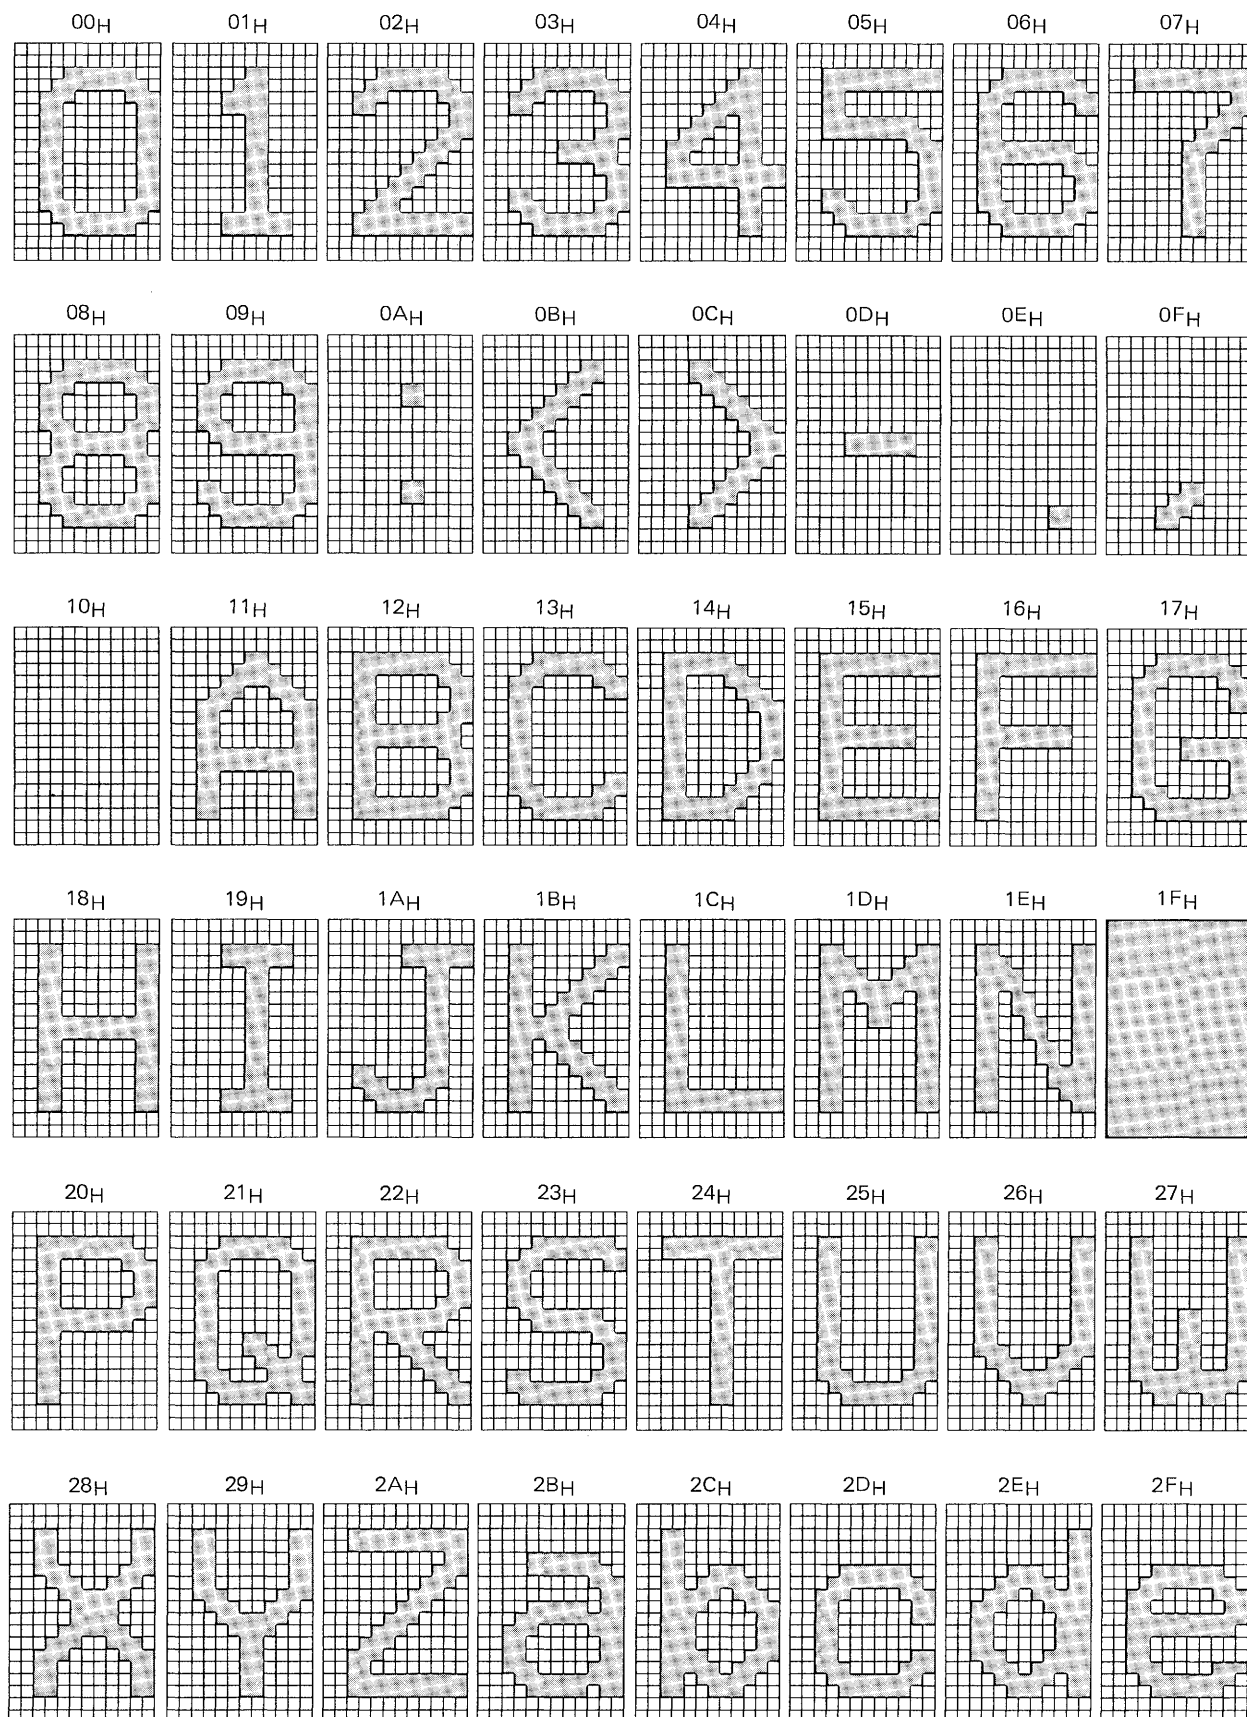 00H 01H 02H 03H 04H 05H 06H 07H
0 1 2 3 4 5 6 7
08H 09H 0AH 0BH 0CH 0DH 0EH 0FH
8 9 : < > - . ,
10H 11H 12H 13H 14H 15H 16H 17H
A B C D E F G
18H 19H 1AH 1BH 1CH 1DH 1EH 1FH
H I J K L M N
20H 21H 22H 23H 24H 25H 26H 27H
P Q R S T U V W
28H 29H 2AH 2BH 2CH 2DH 2EH 2FH
X Y Z a b c d e